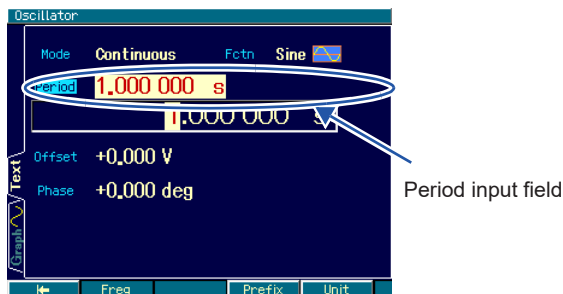 Oscillator
Mode Continuous Fctn Sine
Period 1.000 000 s
1.000 000 s
Offset +0.000 V
Phase +0.000 deg
Text
Graph
Period input field
Freq Prefix Unit